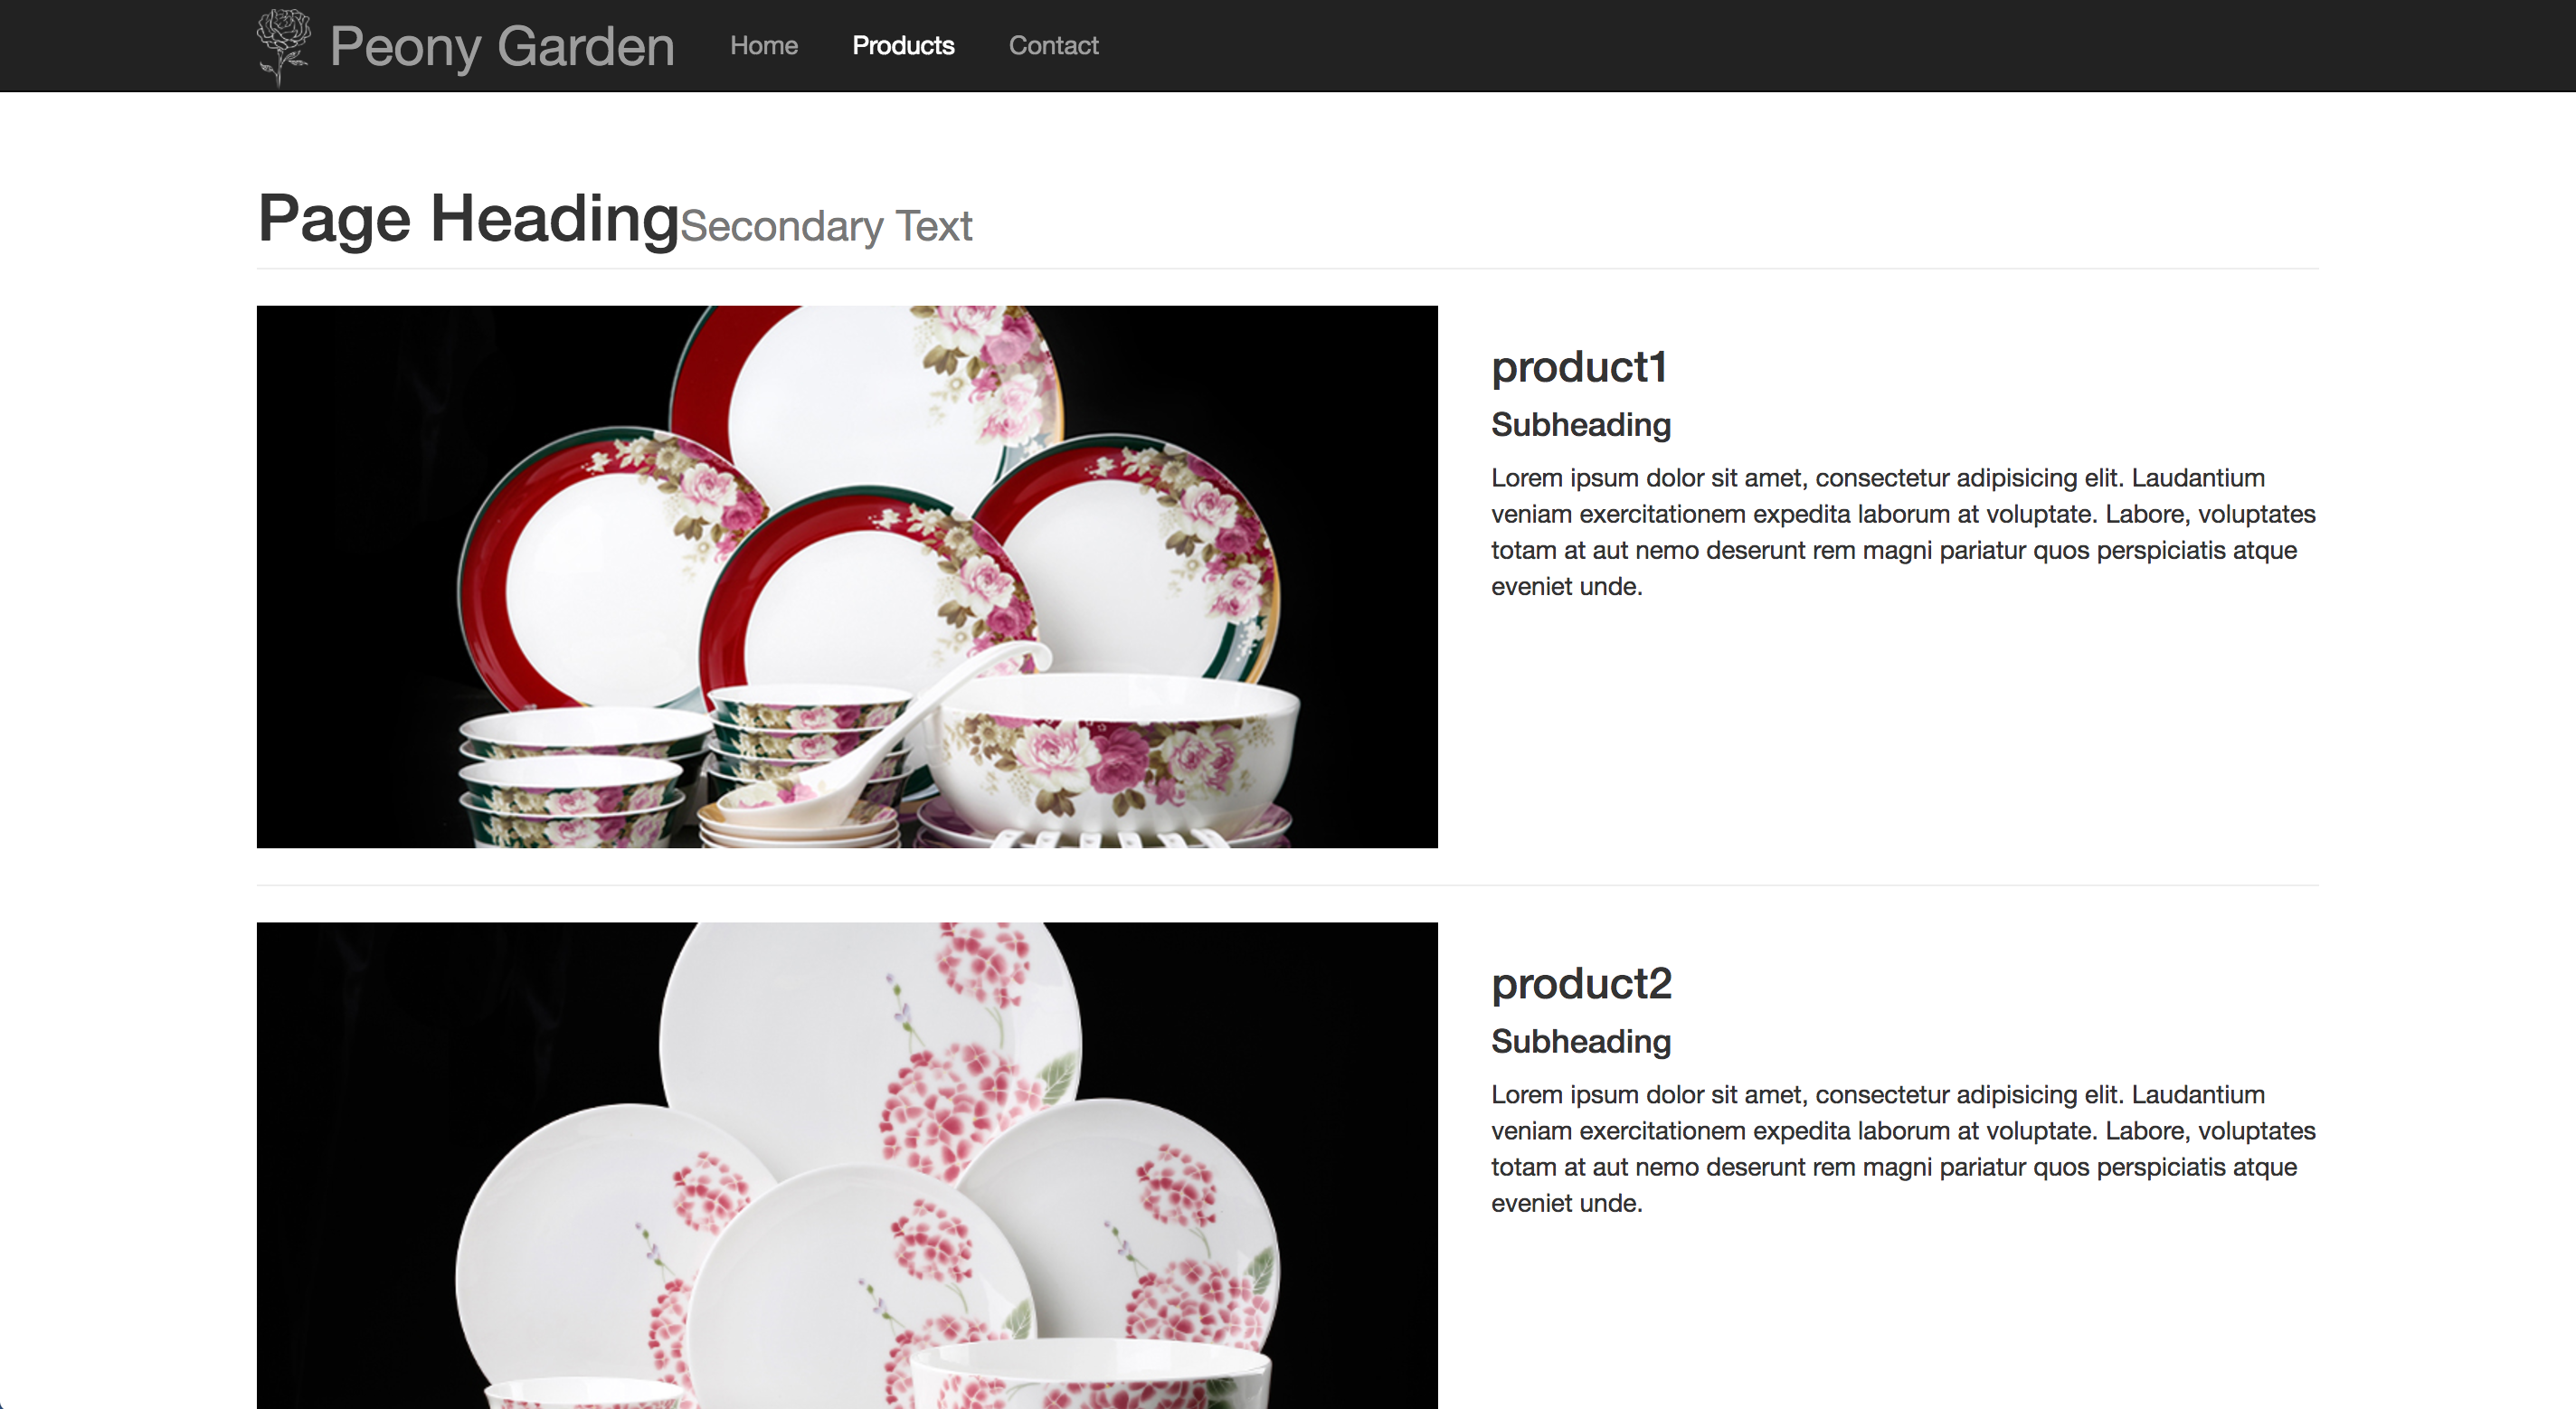 Peony Garden Home Products Contact
Page HeadingSecondary Text
product1
Subheading
Lorem ipsum dolor sit amet, consectetur adipisicing elit. Laudantium
veniam exercitationem expedita laborum at voluptate. Labore, voluptates
totam at aut nemo deserunt rem magni pariatur quos perspiciatis atque
eveniet unde.
product2
Subheading
Lorem ipsum dolor sit amet, consectetur adipisicing elit. Laudantium
veniam exercitationem expedita laborum at voluptate. Labore, voluptates
totam at aut nemo deserunt rem magni pariatur quos perspiciatis atque
eveniet unde.